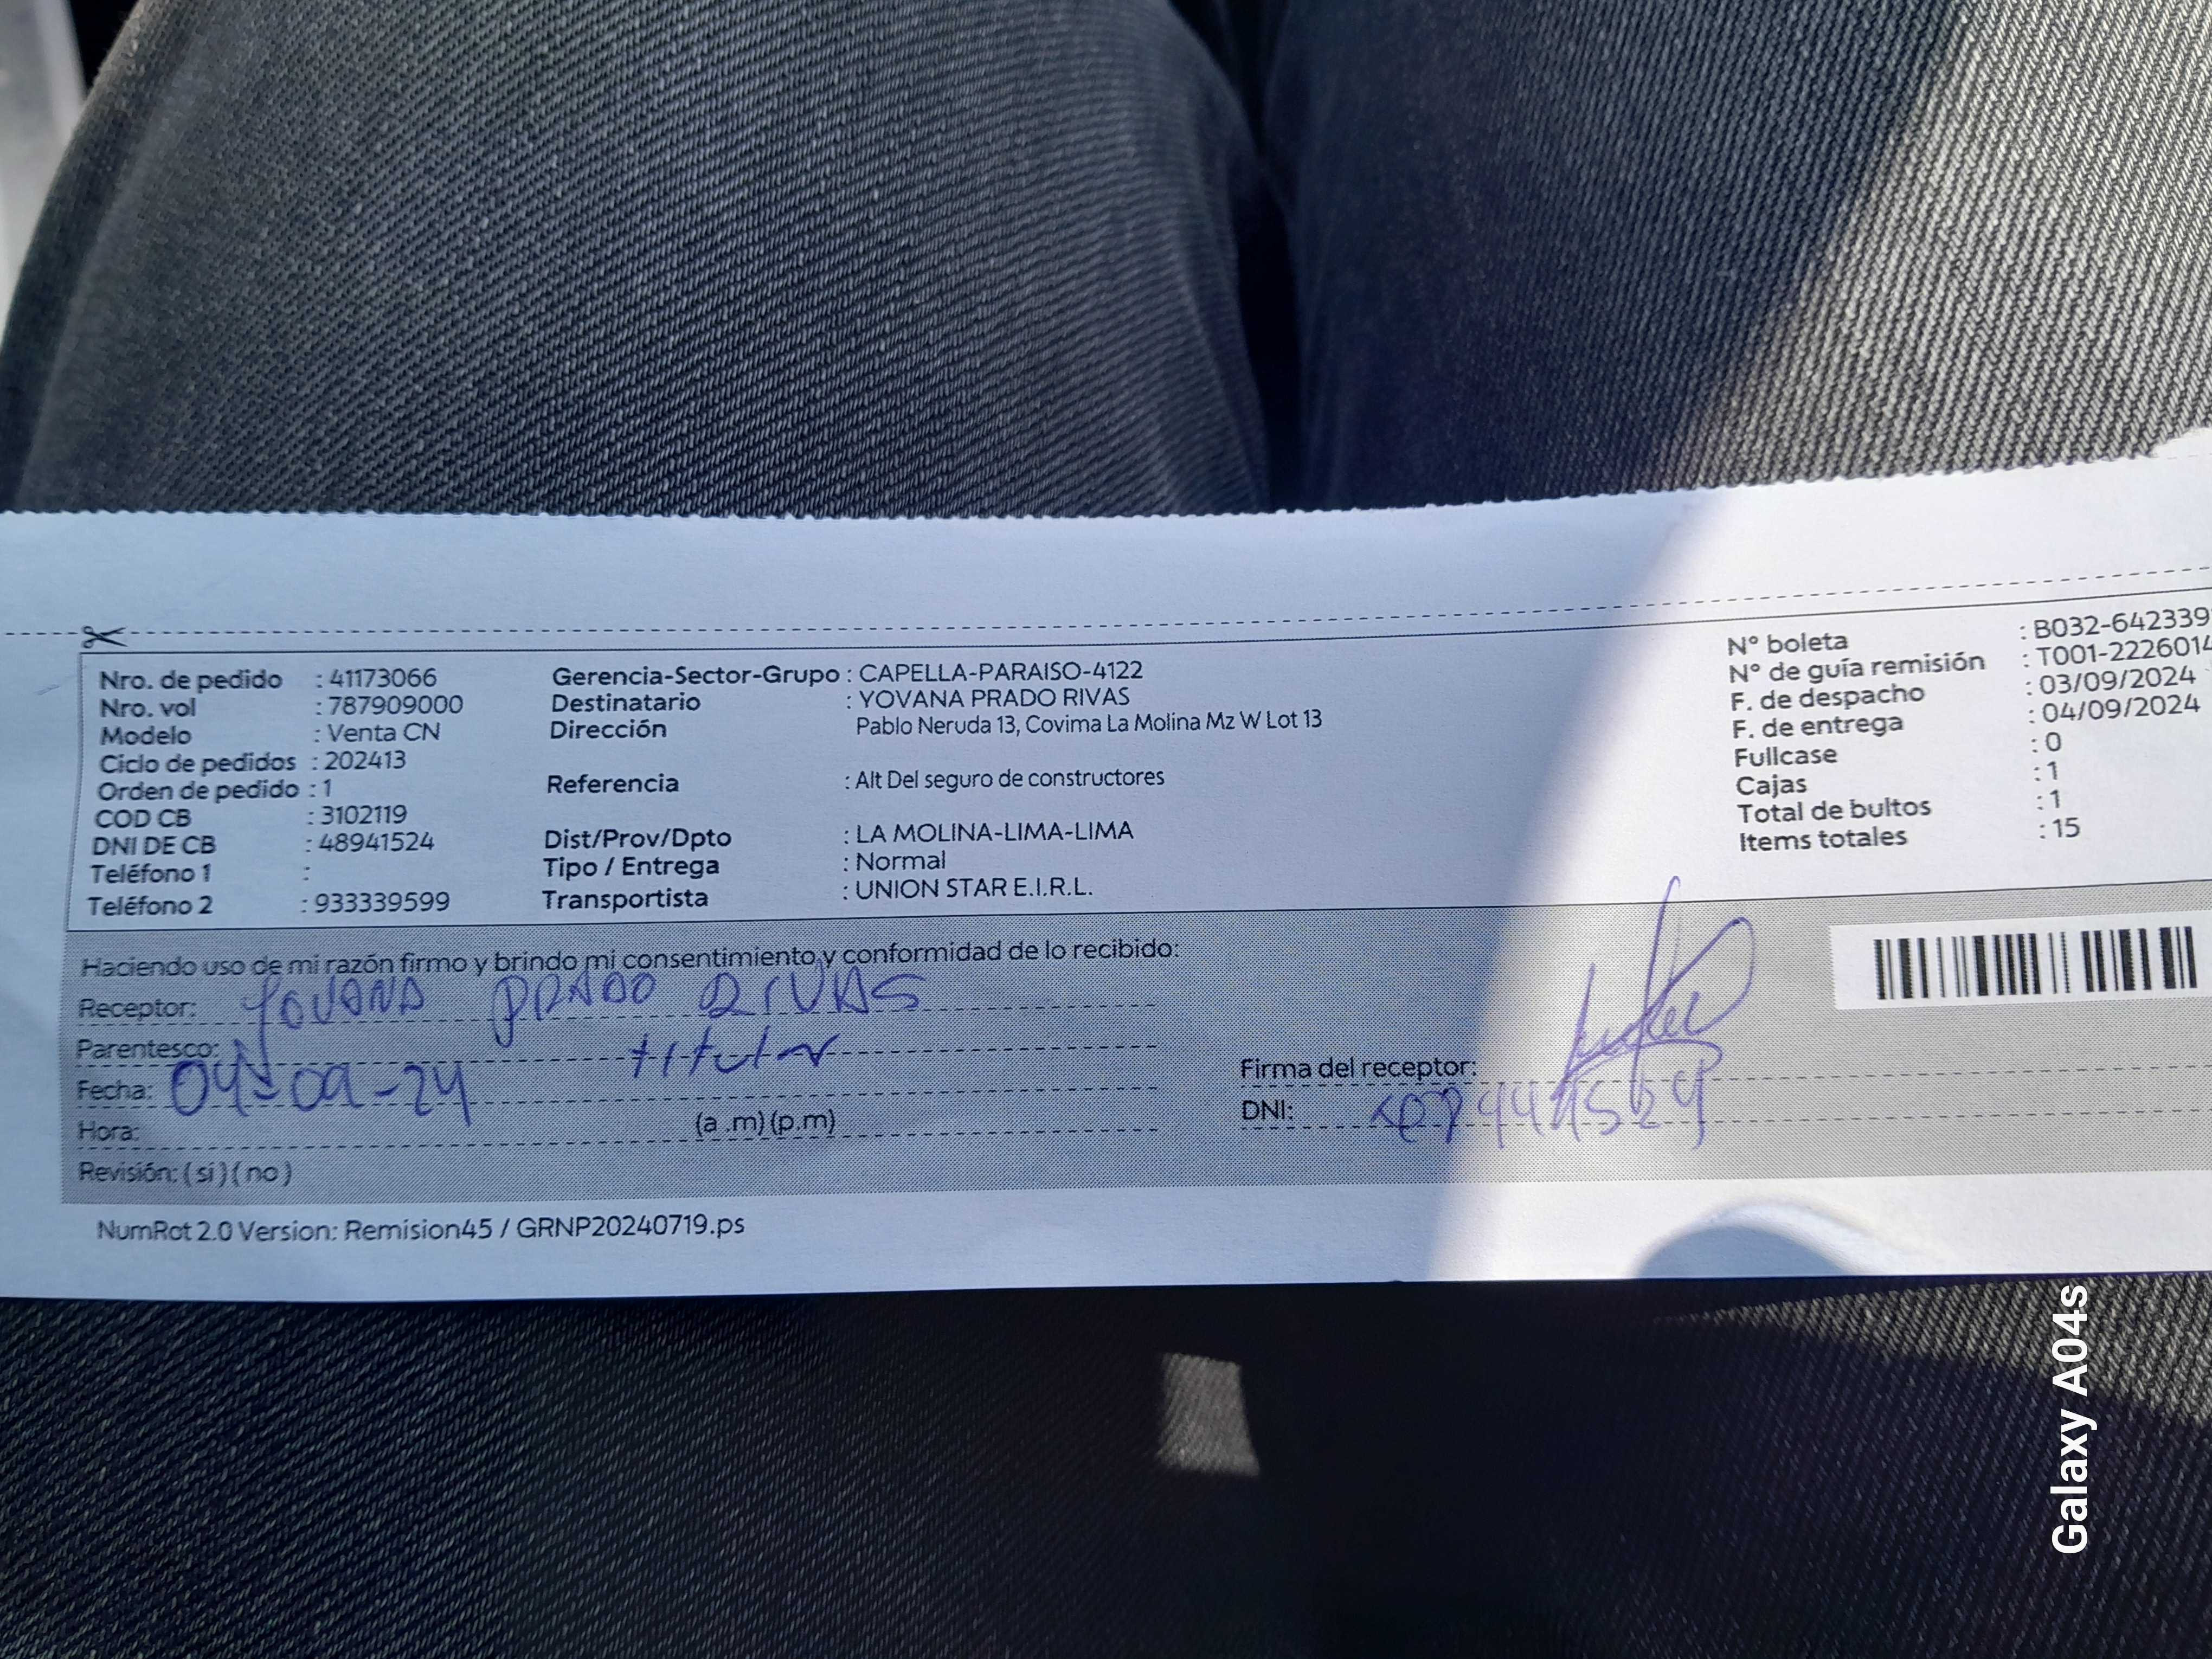 Nro. de pedido : 41173066
Nro. vol : 787909000
Modelo : Venta CN
Ciclo de pedidos : 202413
Orden de pedido : 1
COD CB : 3102119
DNI DE CB : 48941524
Teléfono 1 :
Teléfono 2 : 933339599
Gerencia-Sector-Grupo : CAPELLA-PARAISO-4122
Destinatario : YOVANA PRADO RIVAS
Dirección Pablo Neruda 13, Covima La Molina Mz W Lot 13
Referencia : Alt Del seguro de constructores
Dist/Prov/Dpto : LA MOLINA-LIMA-LIMA
Tipo / Entrega : Normal
Transportista : UNION STAR E.I.R.L.
N° boleta : B032-642339
N° de guía remisión : T001-2226014
F. de despacho : 03/09/2024
F. de entrega : 04/09/2024
Fullcase : 0
Cajas : 1
Total de bultos : 1
Items totales : 15
Haciendo uso de mi razón firmo y brindo mi consentimiento y conformidad de lo recibido:
Receptor: YOVANA PRADO RIVAS
Parentesco: titular
Fecha: 04-09-24
Hora: (a .m) (p.m)
Revisión: ( si ) ( no )
Firma del receptor:
DNI:
NumRot 2.0 Version: Remision45 / GRNP20240719.ps
Galaxy A04s